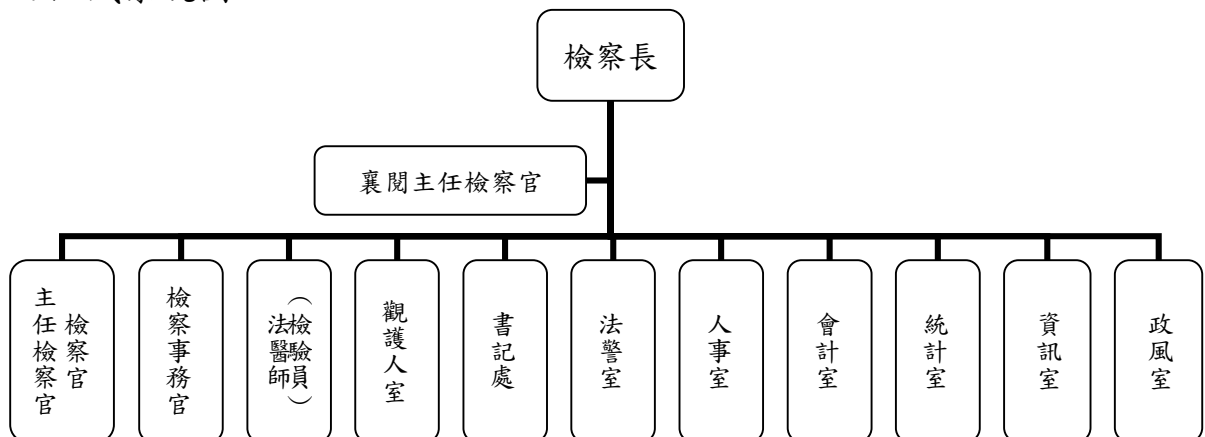 檢察長
襄閱主任檢察官
主任檢察官
檢察官
檢察事務官
法醫師
（檢驗員）
觀護人室
書記處
法警室
人事室
會計室
統計室
資訊室
政風室